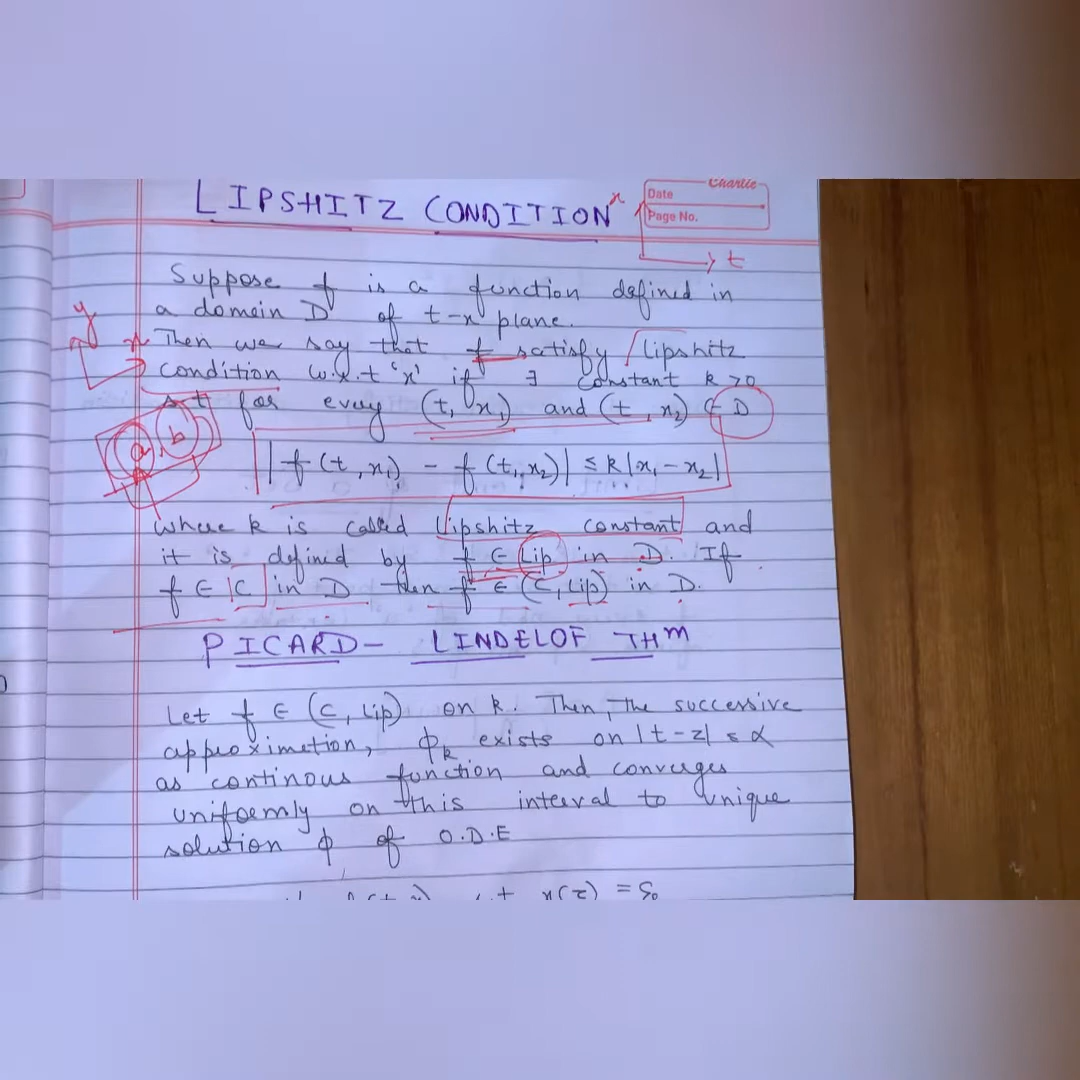 LIPSHITZ CONDITION
Charlie
Date
Page No.
x
t
Suppose f is a function defined in
a domain D of t-x plane.
y
x
Then we say that f satisfy lipshitz
condition w.r.t 'x' if ∃ constant k >0
s.t for every (t, x₁) and (t, x₂) ∈ D
a, b
|f(t, x₁) - f(t, x₂)| ≤ k|x₁ - x₂|
where k is called lipshitz constant and
it is defined by f ∈ Lip in D. If
f ∈ C in D then f ∈ (C, Lip) in D.
PICARD- LINDELOF THM
Let f ∈ (C, Lip) on k. Then, The successive
approximation, ϕₖ exists on |t-z| ≤ α
as continous function and converges
uniformly on this interval to unique
solution ϕ of O.D.E
x(z) = ξ₀